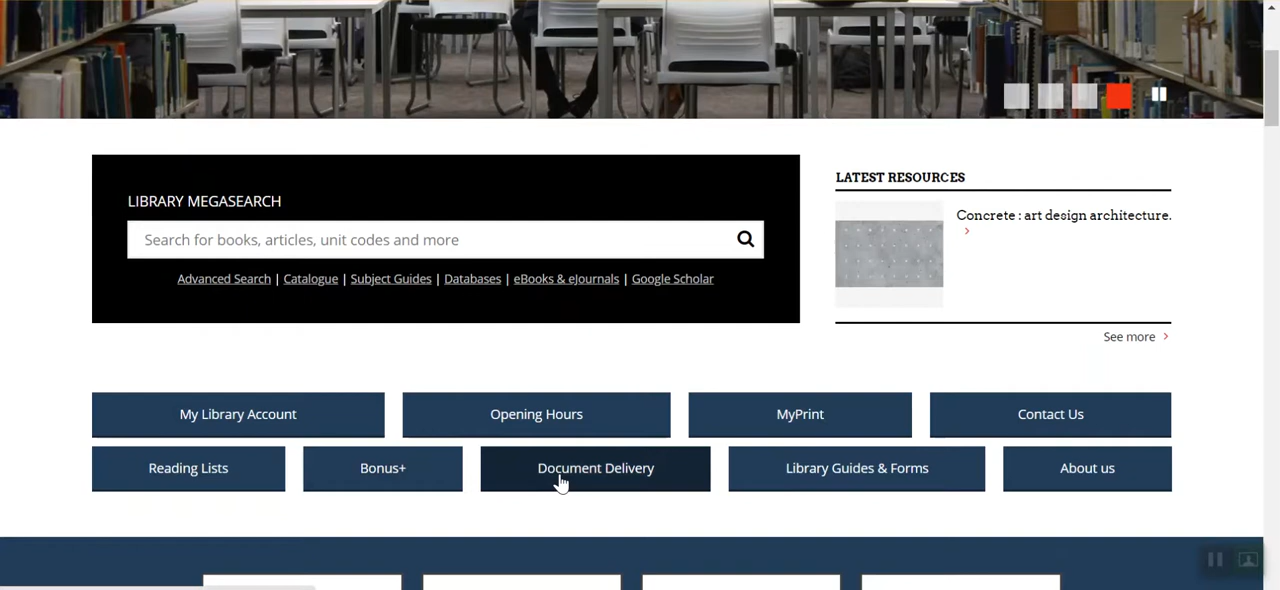 LIBRARY MEGASEARCH
Search for books, articles, unit codes and more
Advanced Search | Catalogue | Subject Guides | Databases | eBooks & eJournals | Google Scholar
LATEST RESOURCES
Concrete : art design architecture.
See more
My Library Account
Opening Hours
MyPrint
Contact Us
Reading Lists
Bonus+
Document Delivery
Library Guides & Forms
About us